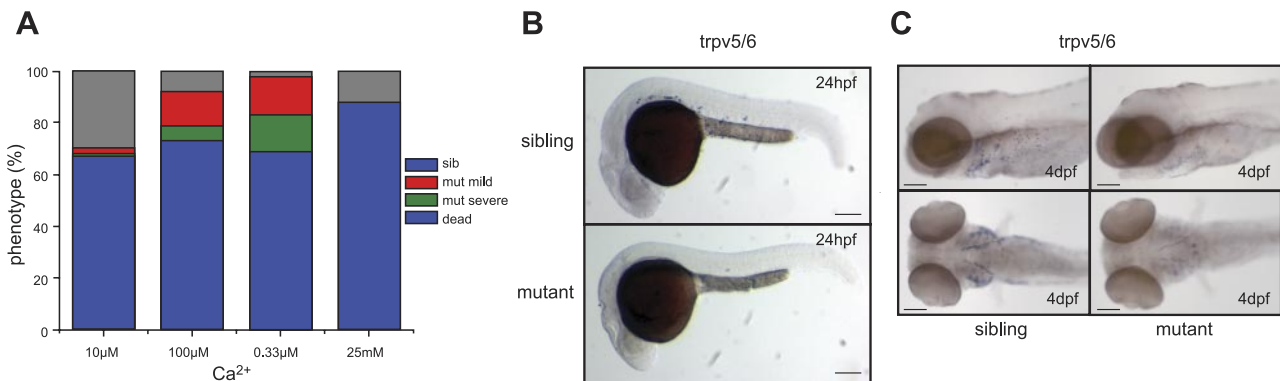 A
phenotype (%)
100
80
60
40
20
0
10µM
100µM
0.33µM
25mM
Ca²⁺
sib
mut mild
mut severe
dead
B
trpv5/6
sibling
24hpf
mutant
24hpf
C
trpv5/6
4dpf
4dpf
4dpf
4dpf
sibling
mutant